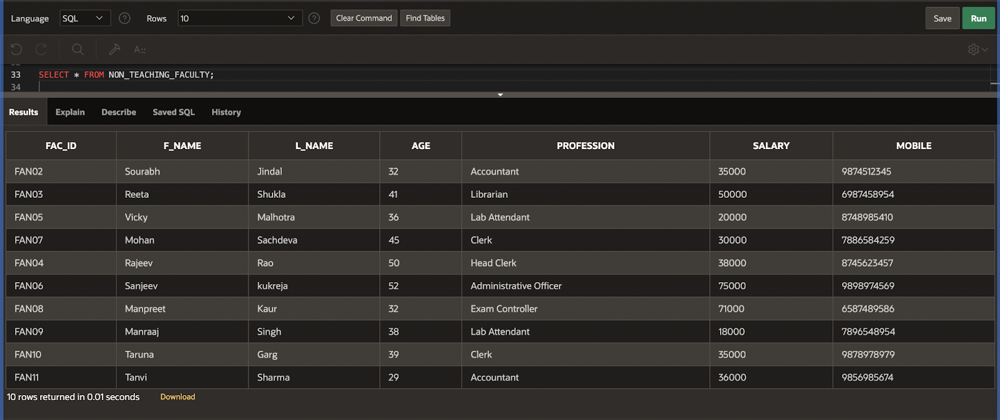 Language SQL Rows 10 Clear Command Find Tables Save Run
33 SELECT * FROM NON_TEACHING_FACULTY;
34
Results Explain Describe Saved SQL History
FAC_ID F_NAME L_NAME AGE PROFESSION SALARY MOBILE
FAN02 Sourabh Jindal 32 Accountant 35000 9874512345
FAN03 Reeta Shukla 41 Librarian 50000 6987458954
FAN05 Vicky Malhotra 36 Lab Attendant 20000 8748985410
FAN07 Mohan Sachdeva 45 Clerk 30000 7886584259
FAN04 Rajeev Rao 50 Head Clerk 38000 8745623457
FAN06 Sanjeev kukreja 52 Administrative Officer 75000 9898974569
FAN08 Manpreet Kaur 32 Exam Controller 71000 6587489586
FAN09 Manraaj Singh 38 Lab Attendant 18000 7896548954
FAN10 Taruna Garg 39 Clerk 35000 9878978979
FAN11 Tanvi Sharma 29 Accountant 36000 9856985674
10 rows returned in 0.01 seconds Download